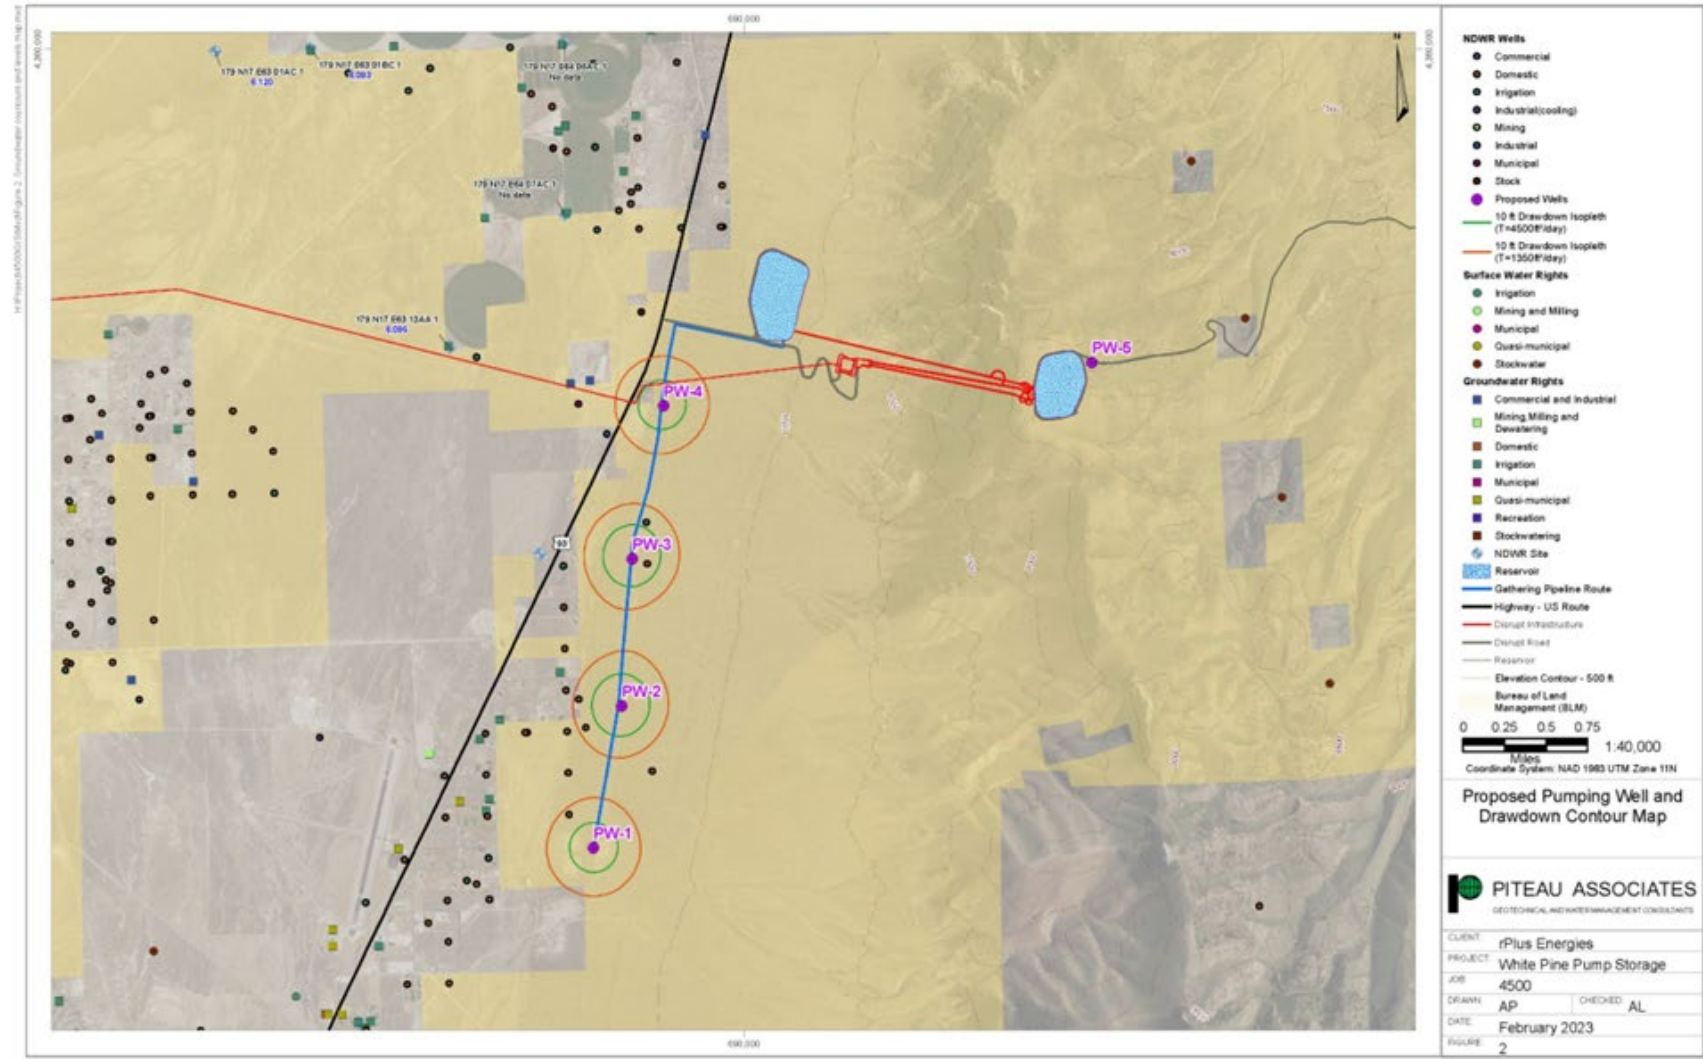 690,000
4,360,000
4,360,000
N
179 N17 E63 01AC 1
6.120
179 N17 E63 01BC 1
6.093
179 N17 E64 06AC 1
No data
179 N17 E64 07AC 1
No data
179 N17 E63 13AA 1
6.096
PW-5
PW-4
93
PW-3
PW-2
PW-1
690,000
NDWR Wells
Commercial
Domestic
Irrigation
Industrial(cooling)
Mining
Industrial
Municipal
Stock
Proposed Wells
10 ft Drawdown Isopleth
(T=4500ft²/day)
10 ft Drawdown Isopleth
(T=1350ft²/day)
Surface Water Rights
Irrigation
Mining and Milling
Municipal
Quasi-municipal
Stockwater
Groundwater Rights
Commercial and Industrial
Mining,Milling and
Dewatering
Domestic
Irrigation
Municipal
Quasi-municipal
Recreation
Stockwatering
NDWR Site
Reservoir
Gathering Pipeline Route
Highway - US Route
Disrupt Infrastructure
Disrupt Road
Reservoir
Elevation Contour - 500 ft
Bureau of Land
Management (BLM)
0 0.25 0.5 0.75
Miles
1:40,000
Coordinate System: NAD 1983 UTM Zone 11N
Proposed Pumping Well and
Drawdown Contour Map
PITEAU ASSOCIATES
GEOTECHNICAL AND WATER MANAGEMENT CONSULTANTS
CLIENT: rPlus Energies
PROJECT: White Pine Pump Storage
JOB: 4500
DRAWN: AP CHECKED: AL
DATE: February 2023
FIGURE: 2